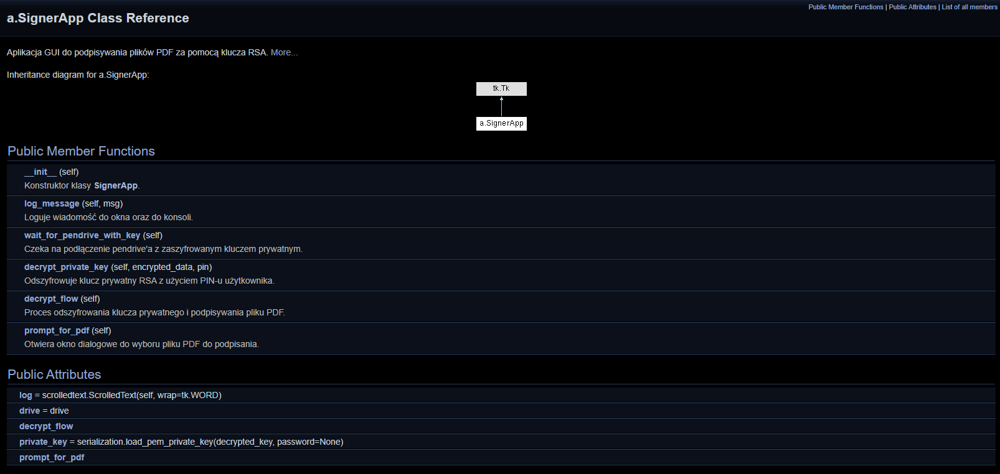 Public Member Functions | Public Attributes | List of all members
a.SignerApp Class Reference
Aplikacja GUI do podpisywania plików PDF za pomocą klucza RSA. More...
Inheritance diagram for a.SignerApp:
tk.Tk
a.SignerApp
Public Member Functions
__init__ (self)
Konstruktor klasy SignerApp.
log_message (self, msg)
Loguje wiadomość do okna oraz do konsoli.
wait_for_pendrive_with_key (self)
Czeka na podłączenie pendrive'a z zaszyfrowanym kluczem prywatnym.
decrypt_private_key (self, encrypted_data, pin)
Odszyfrowuje klucz prywatny RSA z użyciem PIN-u użytkownika.
decrypt_flow (self)
Proces odszyfrowania klucza prywatnego i podpisywania pliku PDF.
prompt_for_pdf (self)
Otwiera okno dialogowe do wyboru pliku PDF do podpisania.
Public Attributes
log = scrolledtext.ScrolledText(self, wrap=tk.WORD)
drive = drive
decrypt_flow
private_key = serialization.load_pem_private_key(decrypted_key, password=None)
prompt_for_pdf